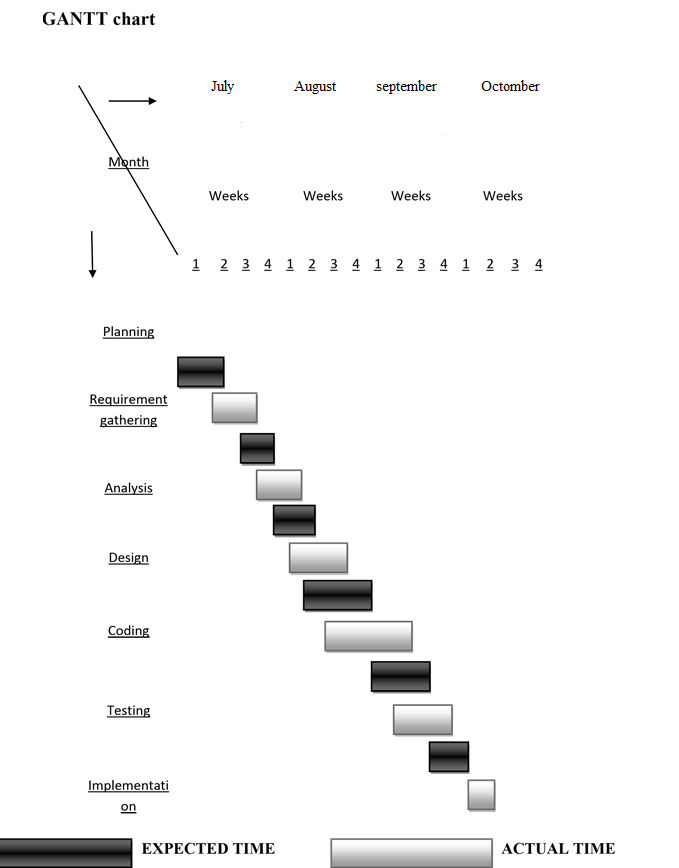 GANTT chart
July August september Octomber
Month
Weeks Weeks Weeks Weeks
1 2 3 4 1 2 3 4 1 2 3 4 1 2 3 4
Planning
Requirement
gathering
Analysis
Design
Coding
Testing
Implementati
on
EXPECTED TIME ACTUAL TIME